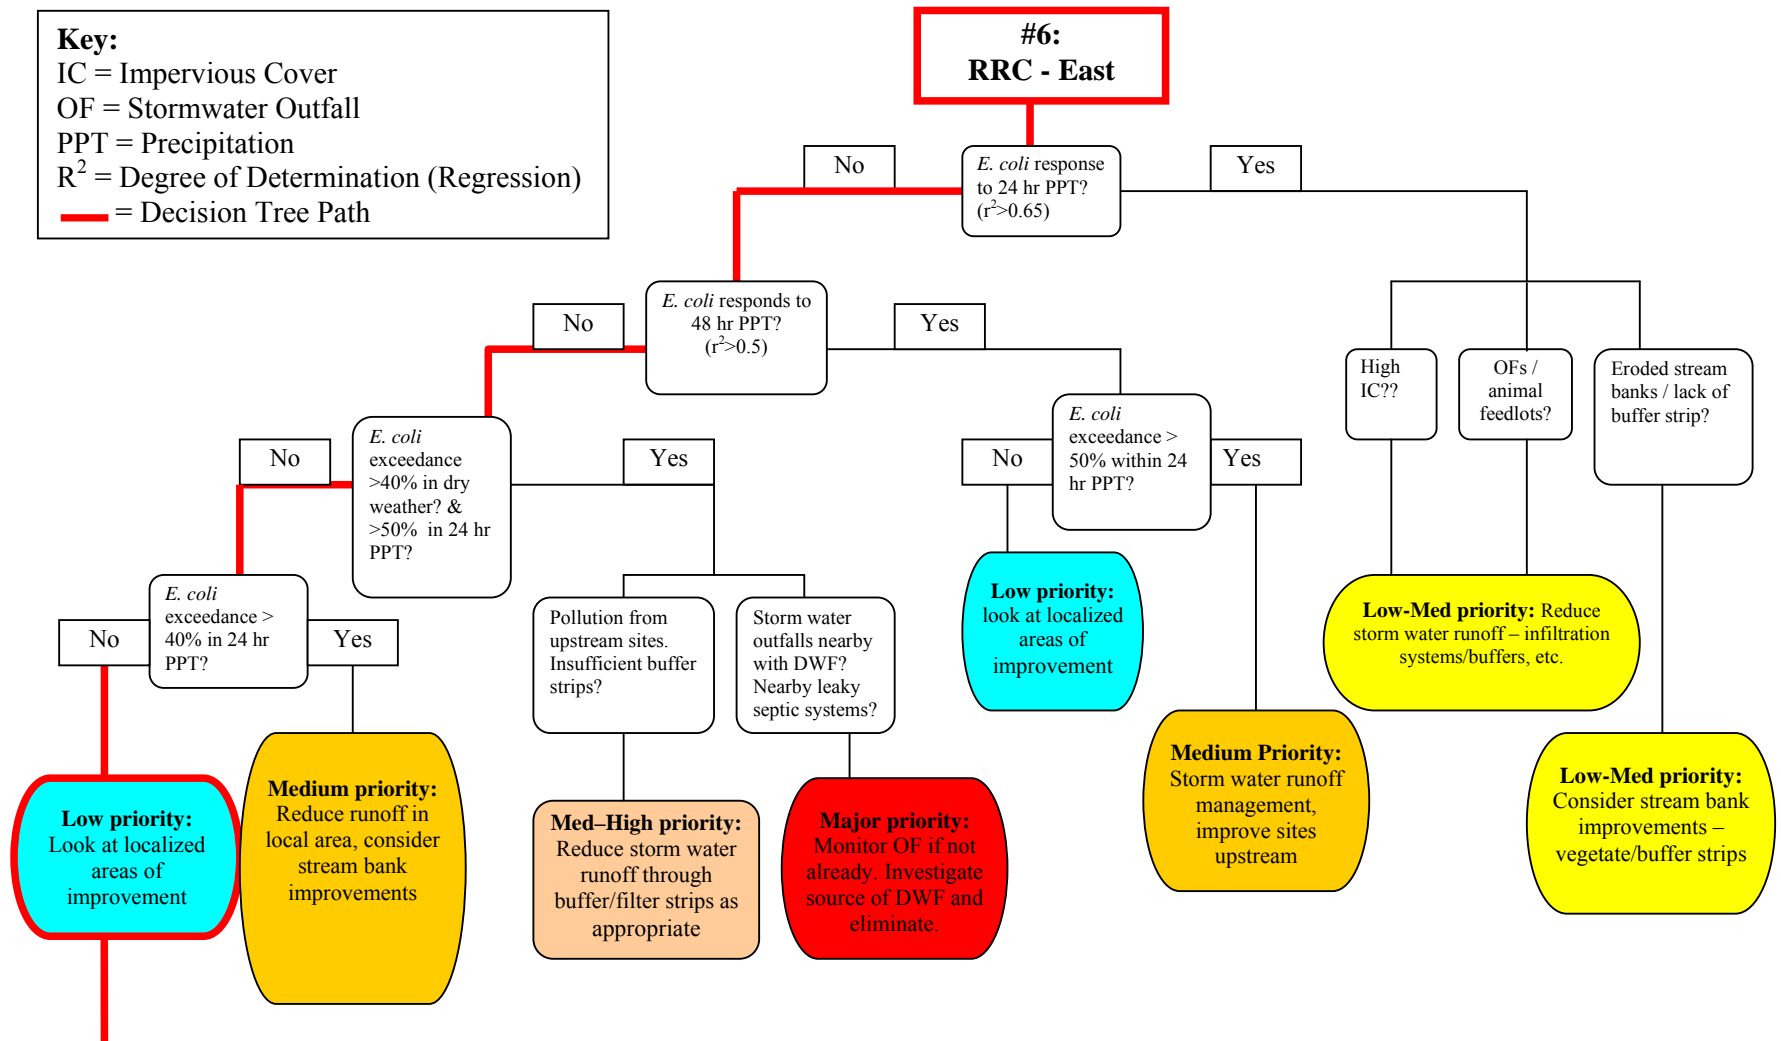 Key:
IC = Impervious Cover
OF = Stormwater Outfall
PPT = Precipitation
R² = Degree of Determination (Regression)
= Decision Tree Path
#6:
RRC - East
No
E. coli response
to 24 hr PPT?
(r²>0.65)
Yes
No
E. coli responds to
48 hr PPT?
(r²>0.5)
Yes
High
IC??
OFs /
animal
feedlots?
Eroded stream
banks / lack of
buffer strip?
No
E. coli
exceedance
>40% in dry
weather? &
>50% in 24 hr
PPT?
Yes
No
E. coli
exceedance >
50% within 24
hr PPT?
Yes
No
E. coli
exceedance >
40% in 24 hr
PPT?
Yes
Pollution from
upstream sites.
Insufficient buffer
strips?
Storm water
outfalls nearby
with DWF?
Nearby leaky
septic systems?
Low priority:
look at localized
areas of
improvement
Low-Med priority: Reduce
storm water runoff – infiltration
systems/buffers, etc.
Low priority:
Look at localized
areas of
improvement
Medium priority:
Reduce runoff in
local area, consider
stream bank
improvements
Med–High priority:
Reduce storm water
runoff through
buffer/filter strips as
appropriate
Major priority:
Monitor OF if not
already. Investigate
source of DWF and
eliminate.
Medium Priority:
Storm water runoff
management,
improve sites
upstream
Low-Med priority:
Consider stream bank
improvements –
vegetate/buffer strips